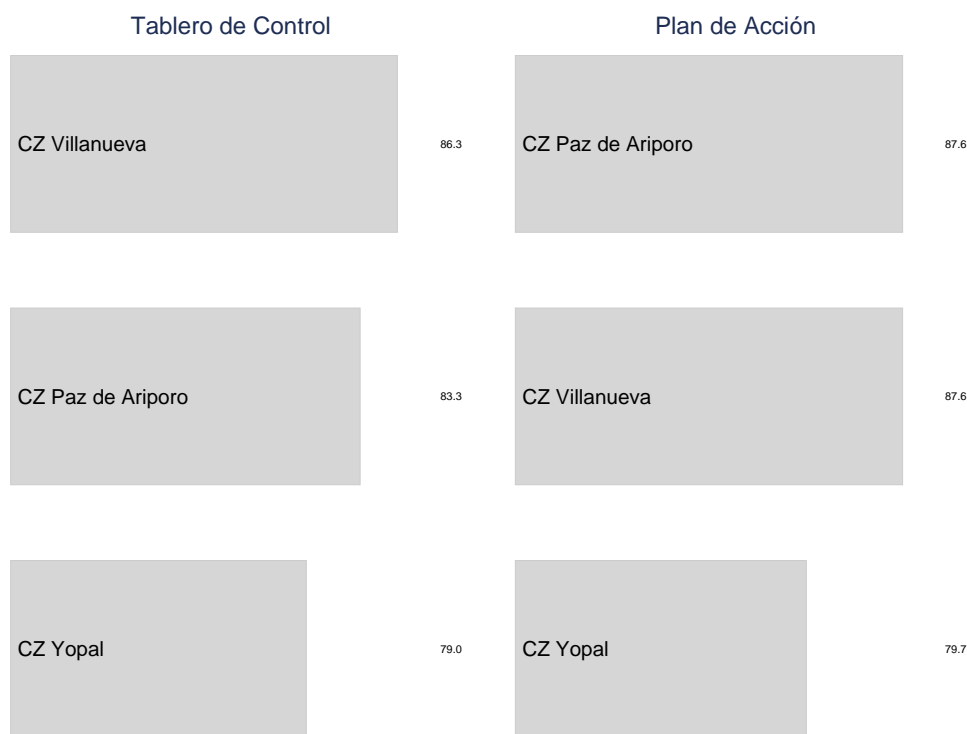 Tablero de Control
CZ Villanueva 86.3
CZ Paz de Ariporo 83.3
CZ Yopal 79.0
Plan de Acción
CZ Paz de Ariporo 87.6
CZ Villanueva 87.6
CZ Yopal 79.7